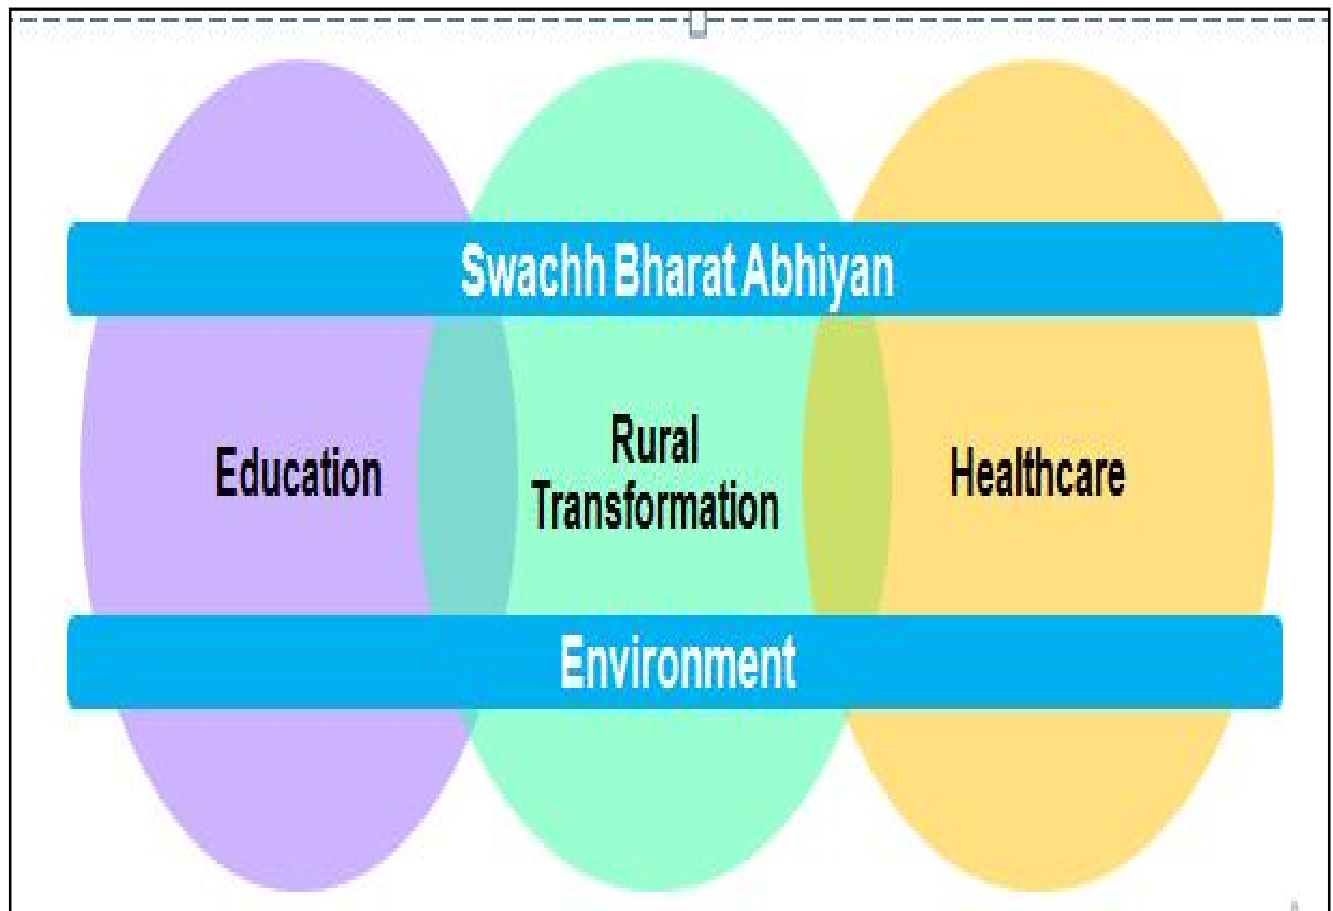 Swachh Bharat Abhiyan
Education
Rural
Transformation
Healthcare
Environment